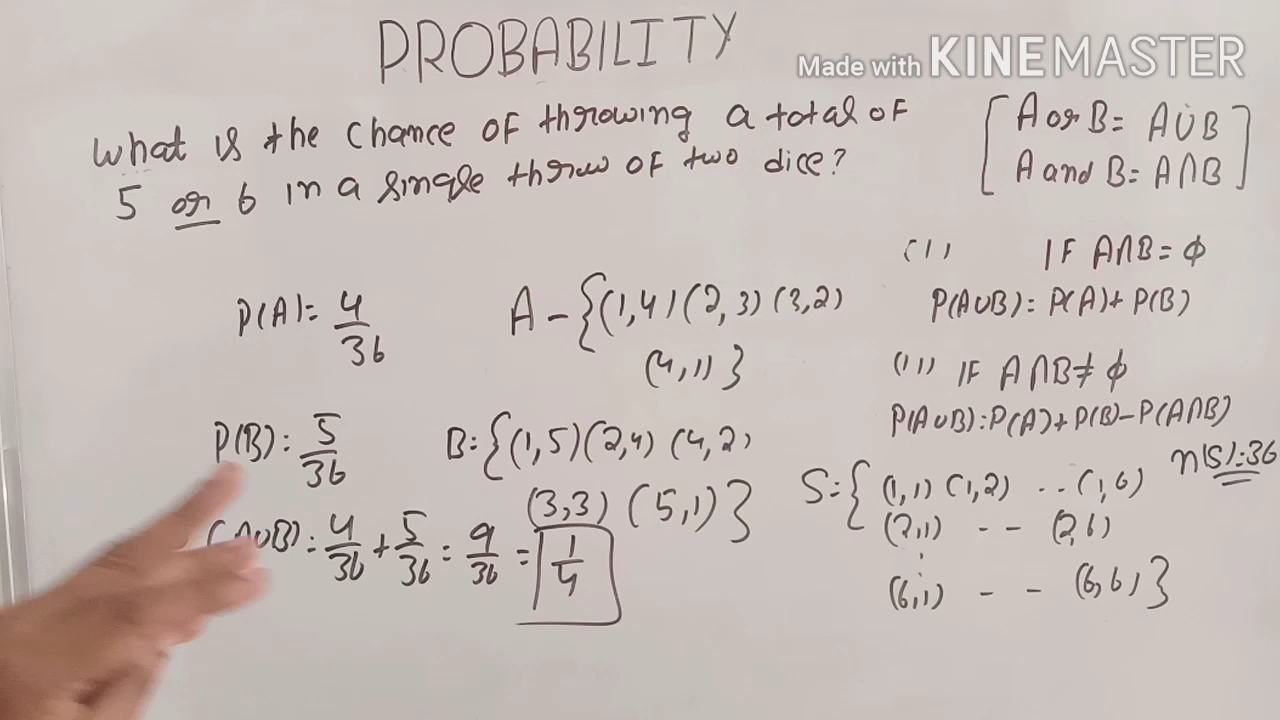 PROBABILITY
Made with KINEMASTER
What is the chance of throwing a total of
5 or 6 in a single throw of two dice?
[A or B = A∪B
A and B = A∩B]
(1) IF A∩B = φ
P(A∪B): P(A)+ P(B)
(11) IF A∩B ≠ φ
P(A∪B):P(A)+P(B)-P(A∩B)
P(A): 4/36
A - {(1,4) (2,3) (3,2)
(4,1)}
P(B): 5/36
B: {(1,5) (2,4) (4,2)
(3,3) (5,1)}
(A∪B): 4/36 + 5/36 = 9/36 = 1/4
n(S):36
S:{(1,1) (1,2) .. (1,6)
(2,1) - - (2,6)
⋮
(6,1) - - (6,6)}